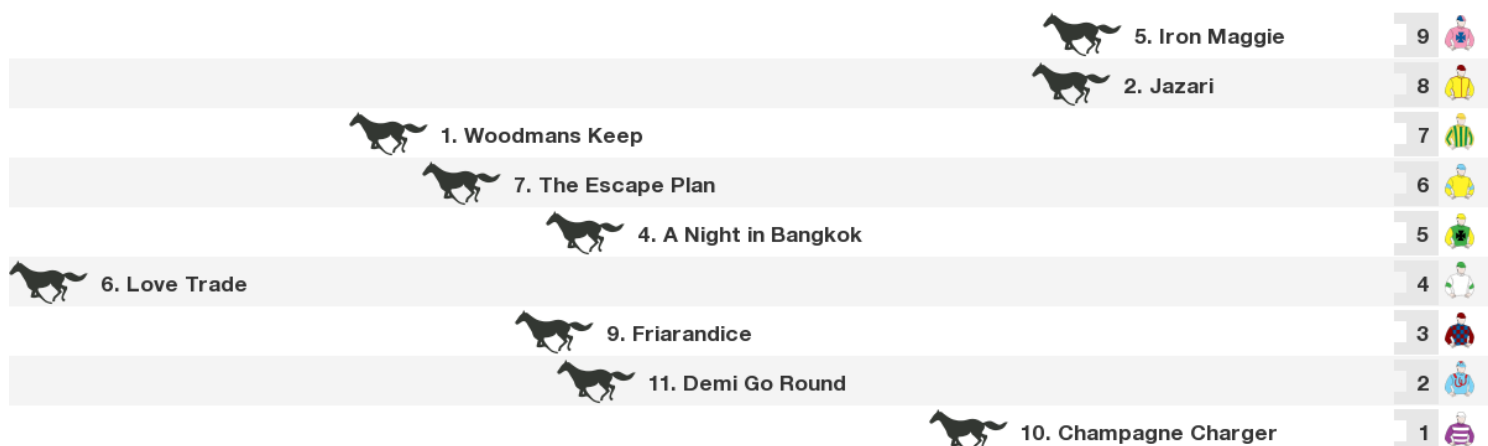 5. Iron Maggie 9
2. Jazari 8
1. Woodmans Keep 7
7. The Escape Plan 6
4. A Night in Bangkok 5
6. Love Trade 4
9. Friarandice 3
11. Demi Go Round 2
10. Champagne Charger 1